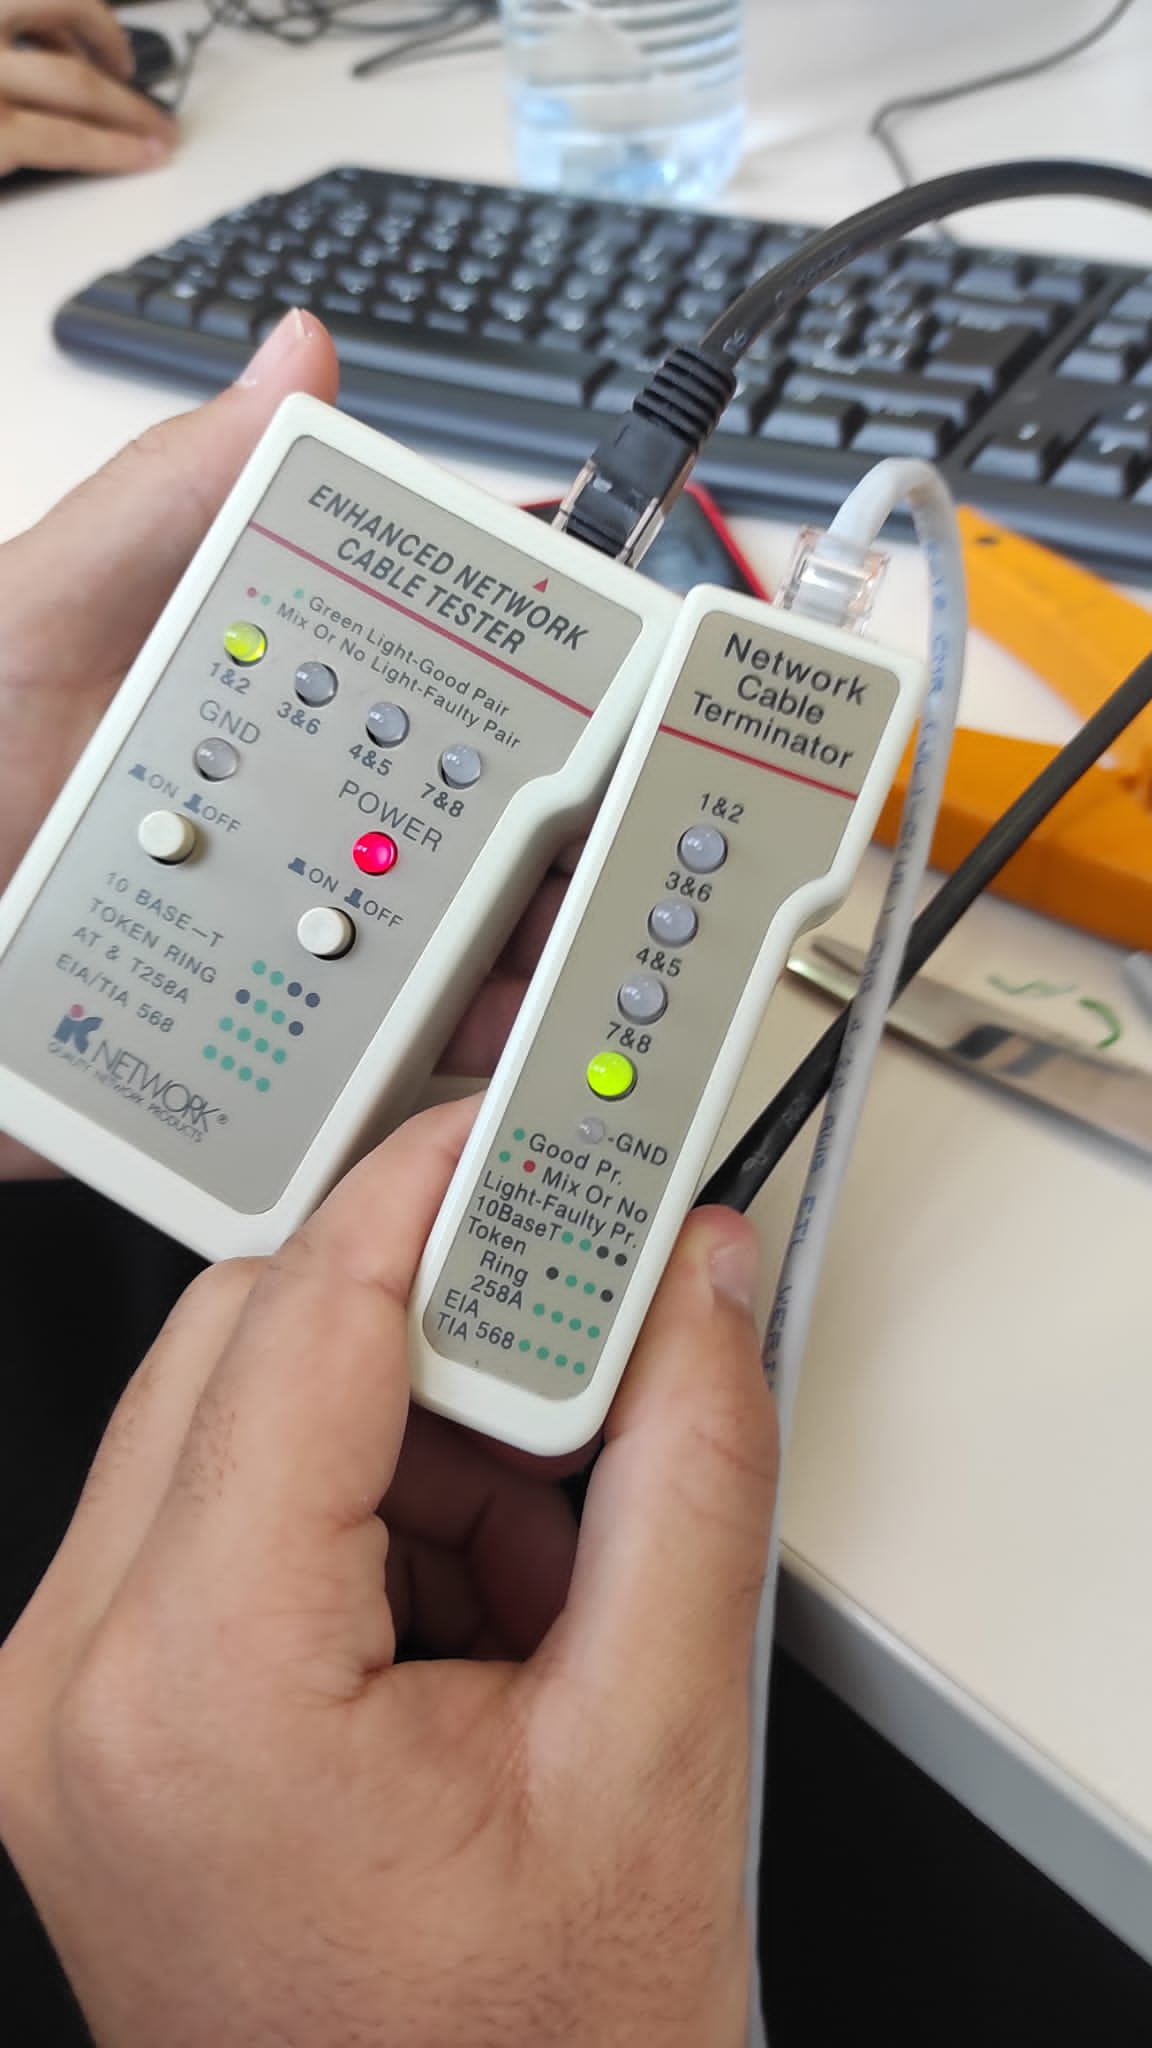 ENHANCED NETWORK
CABLE TESTER
Green Light-Good Pair
Mix Or No Light-Faulty Pair
1&2
3&6
4&5
7&8
GND
POWER
ON OFF
ON OFF
10 BASE-T
TOKEN RING
AT & T258A
EIA/TIA 568
NETWORK®
QUALITY NETWORK PRODUCTS
Network
Cable
Terminator
1&2
3&6
4&5
7&8
-GND
Good Pr.
Mix Or No
Light-Faulty Pr.
10BaseT
Token
Ring
258A
EIA
TIA 568